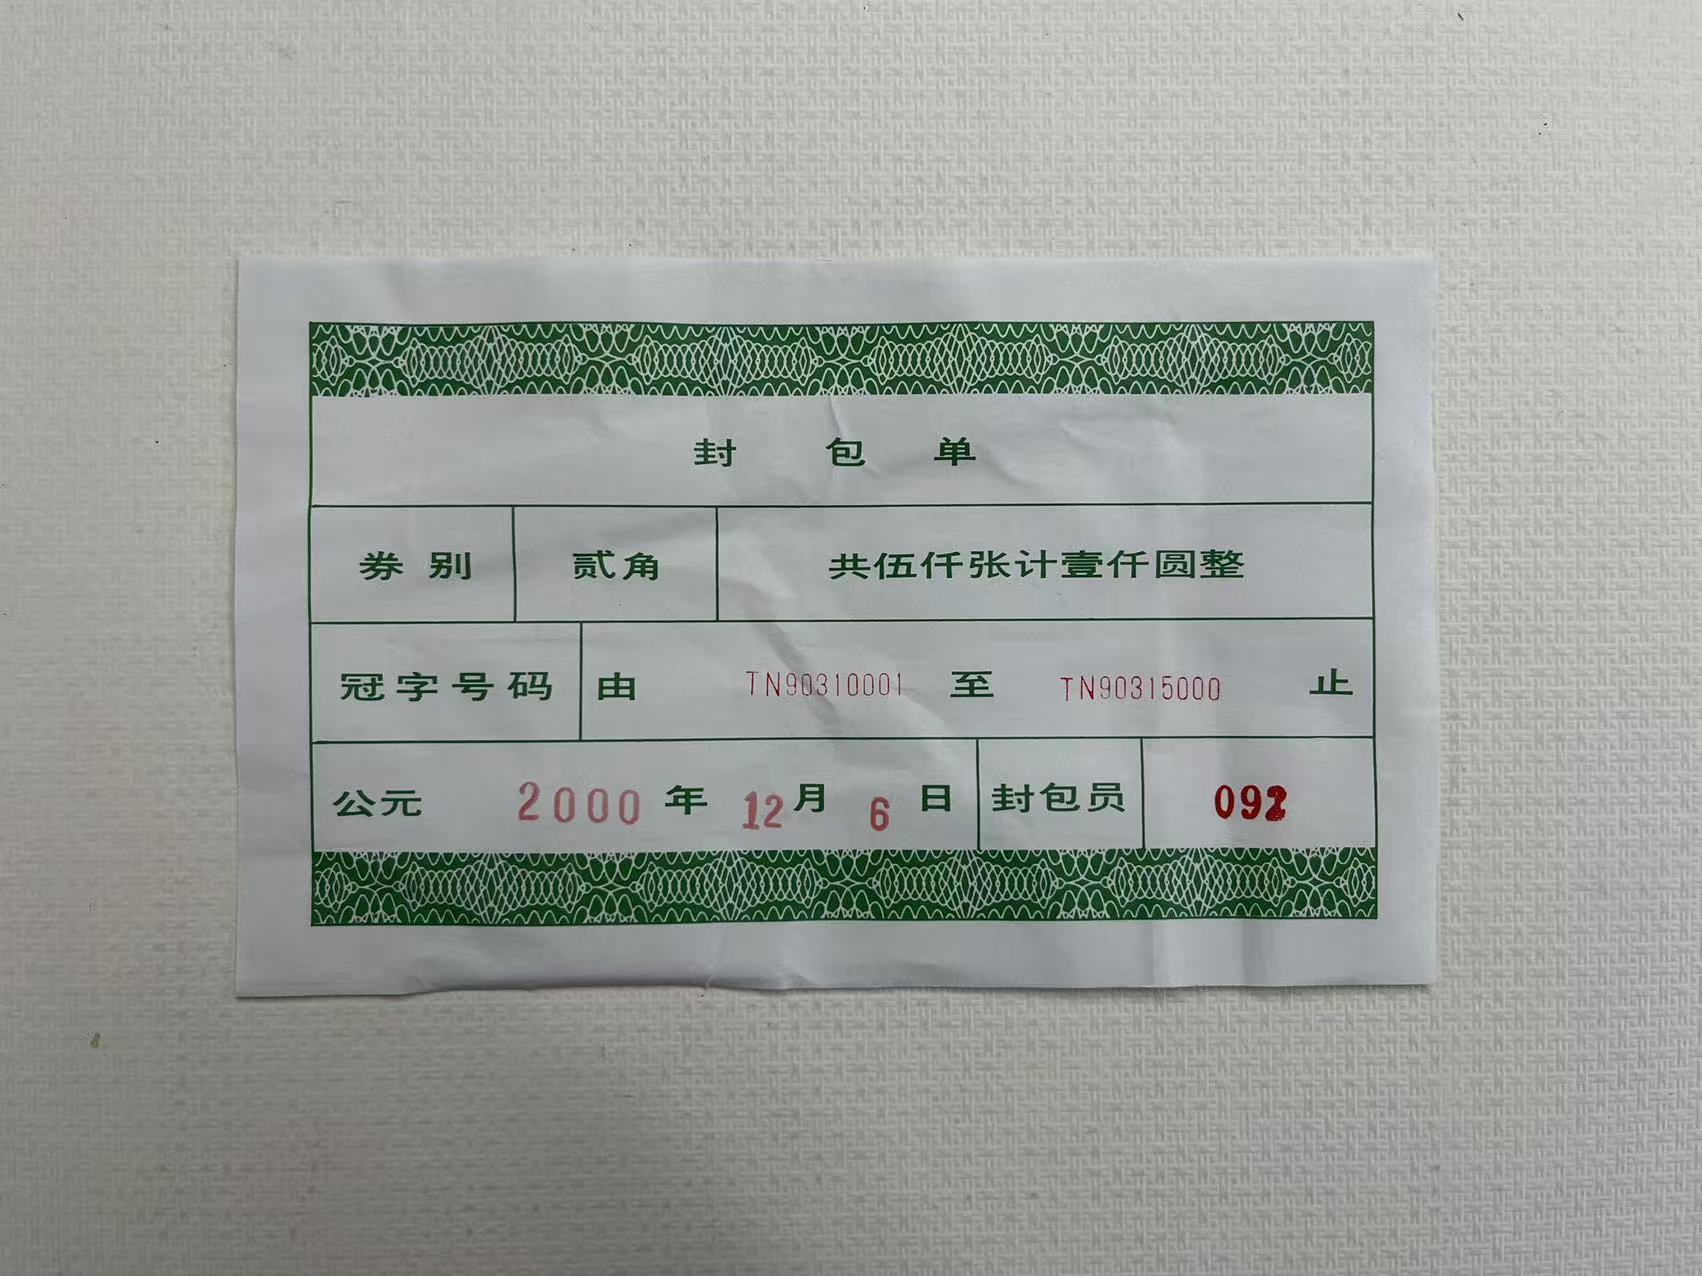 封包单
券别 贰角 共伍仟张计壹仟圆整
冠字号码 由 TN90310001 至 TN90315000 止
公元 2000 年 12 月 6 日 封包员 092